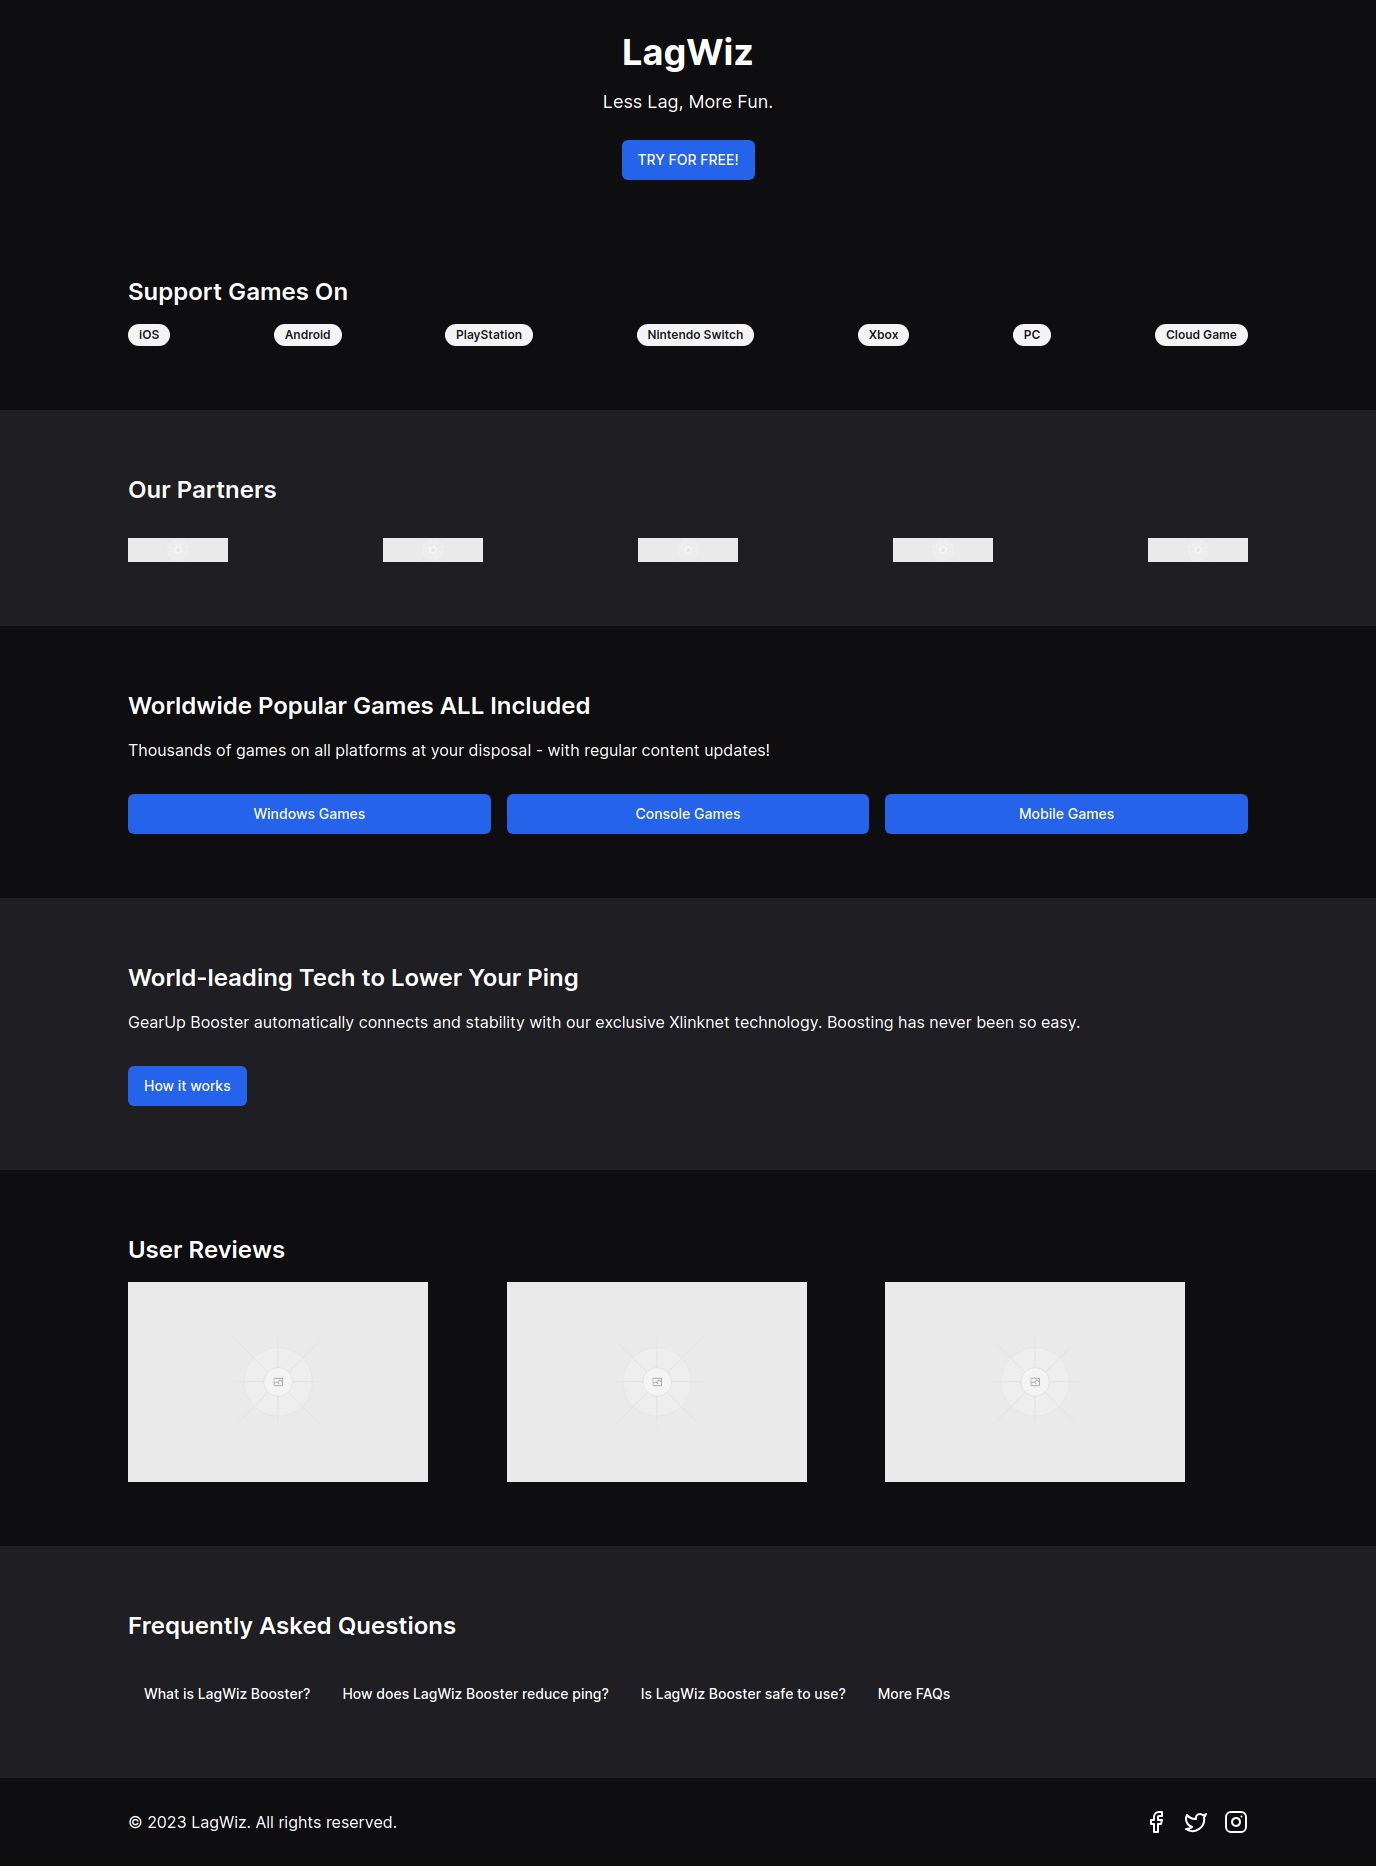 LagWiz
Less Lag, More Fun.
TRY FOR FREE!
Support Games On
iOS Android PlayStation Nintendo Switch Xbox PC Cloud Game
Our Partners
Worldwide Popular Games ALL Included
Thousands of games on all platforms at your disposal - with regular content updates!
Windows Games Console Games Mobile Games
World-leading Tech to Lower Your Ping
GearUp Booster automatically connects and stability with our exclusive Xlinknet technology. Boosting has never been so easy.
How it works
User Reviews
Frequently Asked Questions
What is LagWiz Booster? How does LagWiz Booster reduce ping? Is LagWiz Booster safe to use? More FAQs
© 2023 LagWiz. All rights reserved.